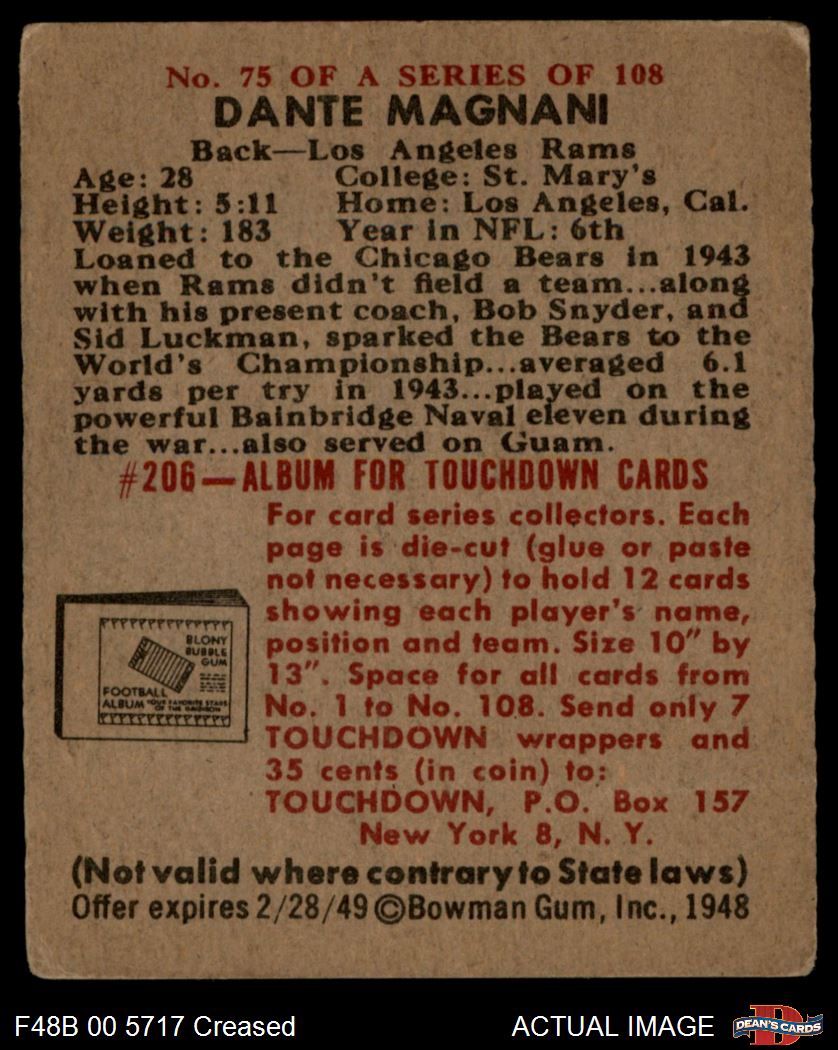 No. 75 OF A SERIES OF 108
DANTE MAGNANI
Back—Los Angeles Rams
Age: 28 College: St. Mary's
Height: 5:11 Home: Los Angeles, Cal.
Weight: 183 Year in NFL: 6th
Loaned to the Chicago Bears in 1943
when Rams didn't field a team...along
with his present coach, Bob Snyder, and
Sid Luckman, sparked the Bears to the
World's Championship...averaged 6.1
yards per try in 1943...played on the
powerful Bainbridge Naval eleven during
the war...also served on Guam.
#206—ALBUM FOR TOUCHDOWN CARDS
For card series collectors. Each
page is die-cut (glue or paste
not necessary) to hold 12 cards
showing each player's name,
position and team. Size 10" by
13". Space for all cards from
No. 1 to No. 108. Send only 7
TOUCHDOWN wrappers and
35 cents (in coin) to:
TOUCHDOWN, P.O. Box 157
New York 8, N. Y.
BLONY
BUBBLE
GUM
FOOTBALL
ALBUM YOUR FAVORITE STARS
OF THE GRIDIRON
(Not valid where contrary to State laws)
Offer expires 2/28/49 ©Bowman Gum, Inc., 1948
F48B 00 5717 Creased ACTUAL IMAGE
D
DEAN'S CARDS